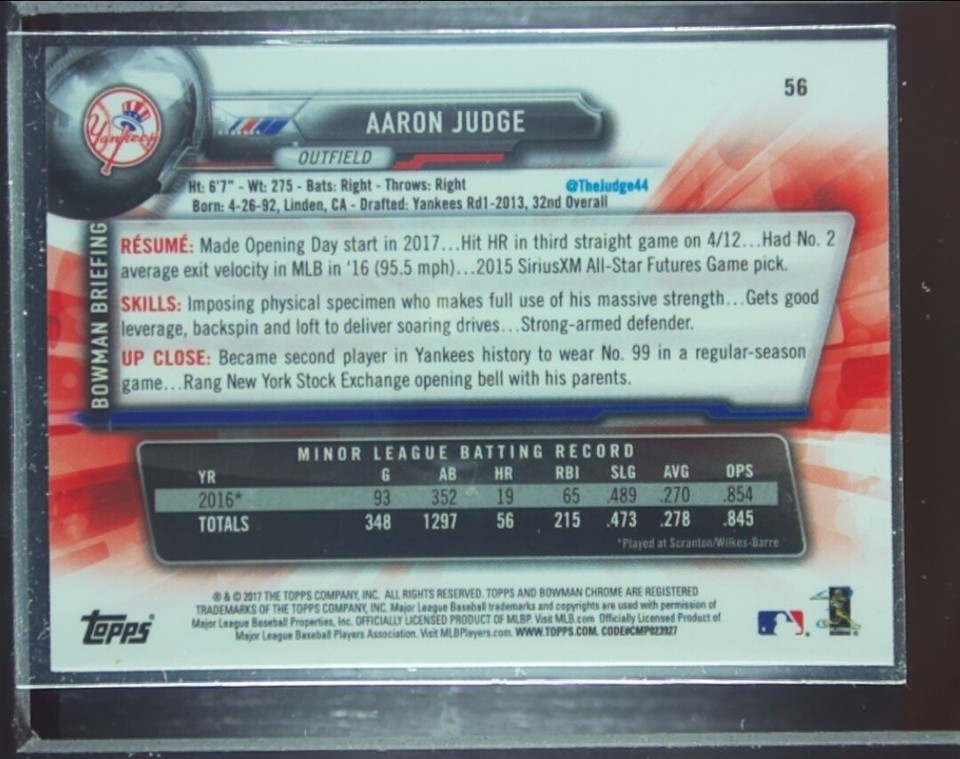 56
Yankees
AARON JUDGE
OUTFIELD
Ht: 6'7" - Wt: 275 - Bats: Right - Throws: Right @TheJudge44
Born: 4-26-92, Linden, CA - Drafted: Yankees Rd1-2013, 32nd Overall
BOWMAN BRIEFING
RÉSUMÉ: Made Opening Day start in 2017...Hit HR in third straight game on 4/12...Had No. 2
average exit velocity in MLB in '16 (95.5 mph)...2015 SiriusXM All-Star Futures Game pick.
SKILLS: Imposing physical specimen who makes full use of his massive strength...Gets good
leverage, backspin and loft to deliver soaring drives...Strong-armed defender.
UP CLOSE: Became second player in Yankees history to wear No. 99 in a regular-season
game...Rang New York Stock Exchange opening bell with his parents.
MINOR LEAGUE BATTING RECORD
YR G AB HR RBI SLG AVG OPS
2016* 93 352 19 65 .489 .270 .854
TOTALS 348 1297 56 215 .473 .278 .845
*Played at Scranton/Wilkes-Barre
® & © 2017 THE TOPPS COMPANY, INC. ALL RIGHTS RESERVED. TOPPS AND BOWMAN CHROME ARE REGISTERED
TRADEMARKS OF THE TOPPS COMPANY, INC. Major League Baseball trademarks and copyrights are used with permission of
Major League Baseball Properties, Inc. OFFICIALLY LICENSED PRODUCT OF MLBP. Visit MLB.com Officially Licensed Product of
Major League Baseball Players Association. Visit MLBPlayers.com. WWW.TOPPS.COM. CODE#CMP023927
Topps